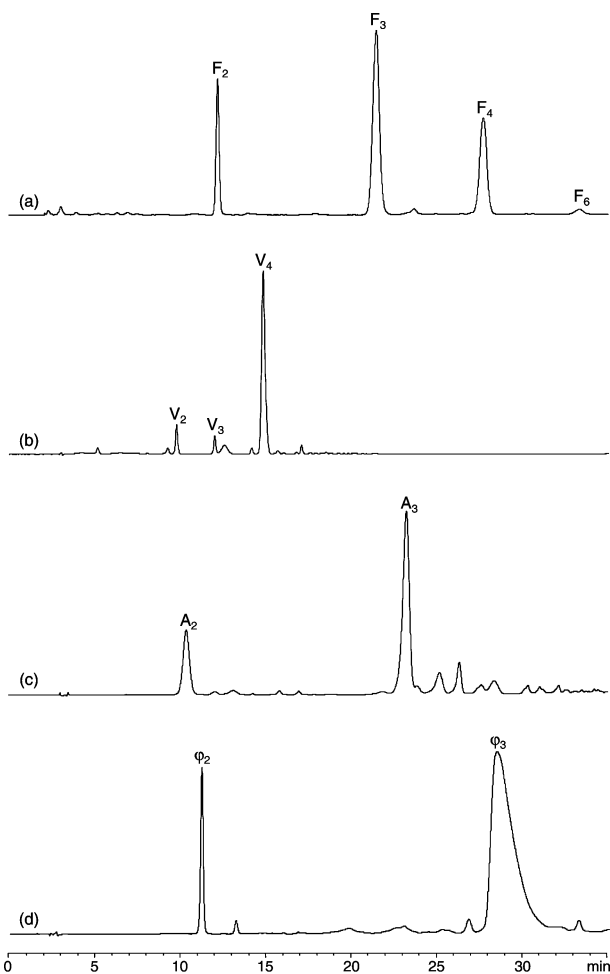 F₃
F₂
F₄
F₆
(a)
V₄
V₂
V₃
(b)
A₃
A₂
(c)
φ₃
φ₂
(d)
0 5 10 15 20 25 30 min